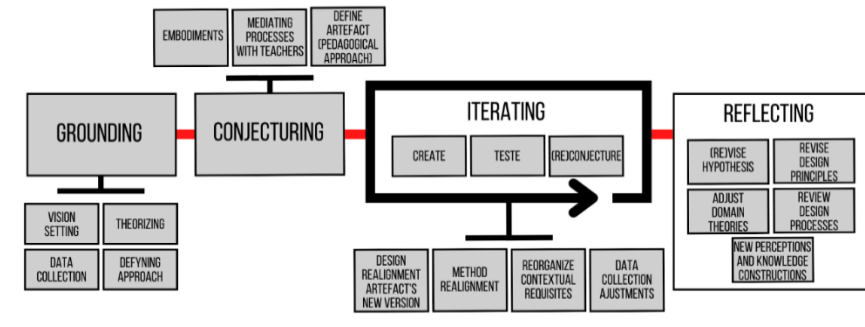 EMBODIMENTS
MEDIATING
PROCESSES
WITH TEACHERS
DEFINE
ARTEFACT
(PEDAGOGICAL
APPROACH)
GROUNDING
CONJECTURING
ITERATING
CREATE
TESTE
(RE)CONJECTURE
REFLECTING
(RE)VISE
HYPOTHESIS
REVISE
DESIGN
PRINCIPLES
ADJUST
DOMAIN
THEORIES
REVIEW
DESIGN
PROCESSES
NEW PERCEPTIONS
AND KNOWLEDGE
CONSTRUCTIONS
VISION
SETTING
THEORIZING
DATA
COLLECTION
DEFYNING
APPROACH
DESIGN
REALIGNMENT
ARTEFACT'S
NEW VERSION
METHOD
REALIGNMENT
REORGANIZE
CONTEXTUAL
REQUISITES
DATA
COLLECTION
AJUSTMENTS